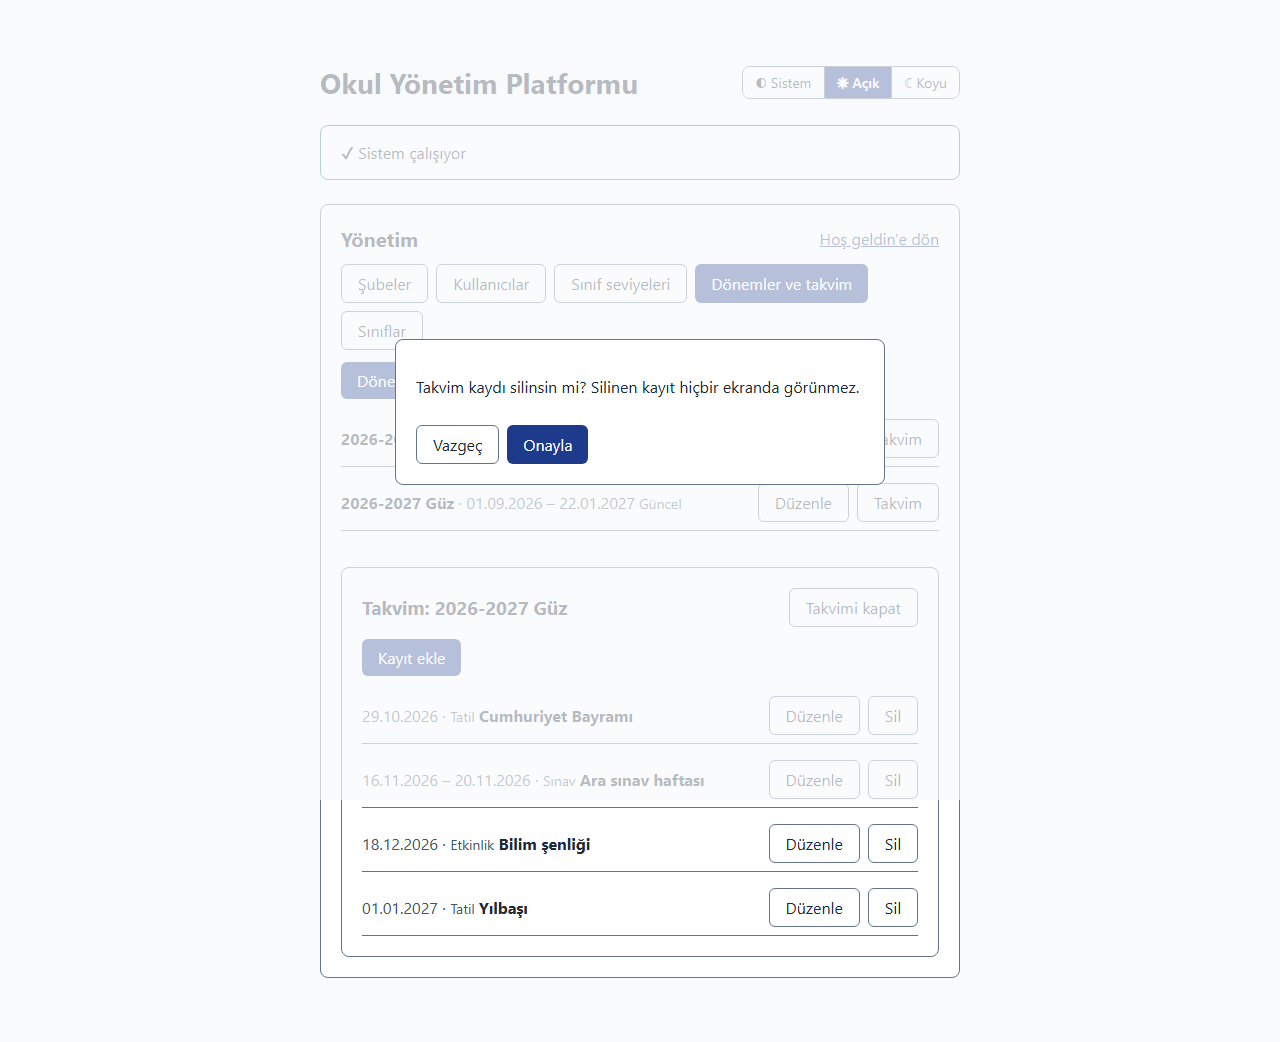 Okul Yönetim Platformu
◐ Sistem ☀ Açık ☾ Koyu
✓ Sistem çalışıyor
Yönetim Hoş geldin'e dön
Şubeler Kullanıcılar Sınıf seviyeleri Dönemler ve takvim
Sınıflar
Takvim kaydı silinsin mi? Silinen kayıt hiçbir ekranda görünmez.
Vazgeç Onayla
2026-2027 Güz · 01.09.2026 – 22.01.2027 Güncel Düzenle Takvim
Takvim: 2026-2027 Güz Takvimi kapat
Kayıt ekle
29.10.2026 · Tatil Cumhuriyet Bayramı Düzenle Sil
16.11.2026 – 20.11.2026 · Sınav Ara sınav haftası Düzenle Sil
18.12.2026 · Etkinlik Bilim şenliği Düzenle Sil
01.01.2027 · Tatil Yılbaşı Düzenle Sil